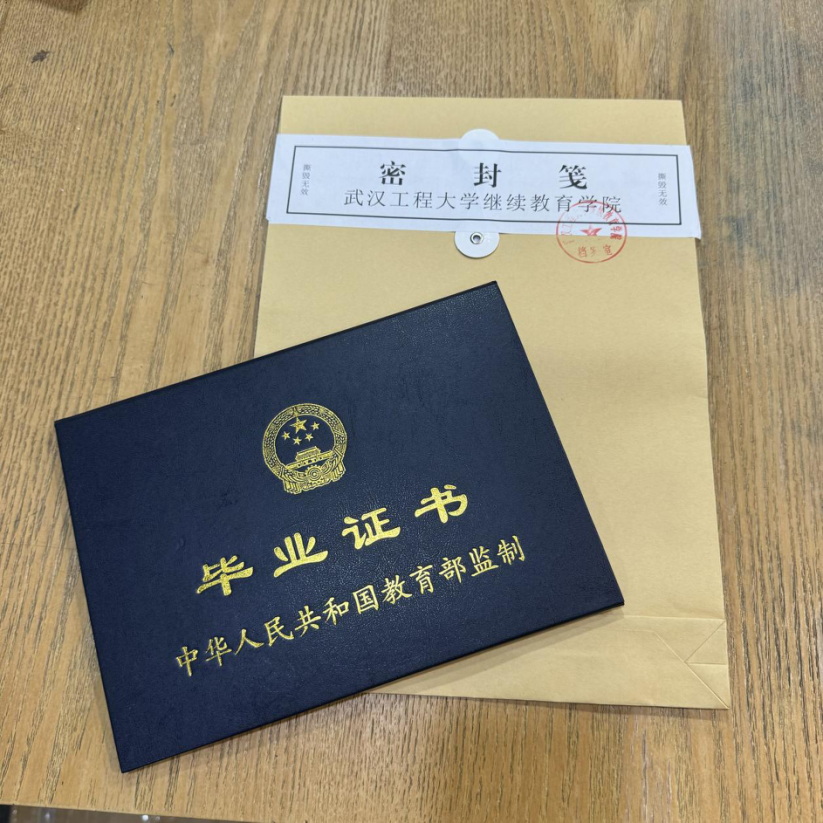 密封笺
武汉工程大学继续教育学院
撕毁无效
撕毁无效
毕业证书
中华人民共和国教育部监制